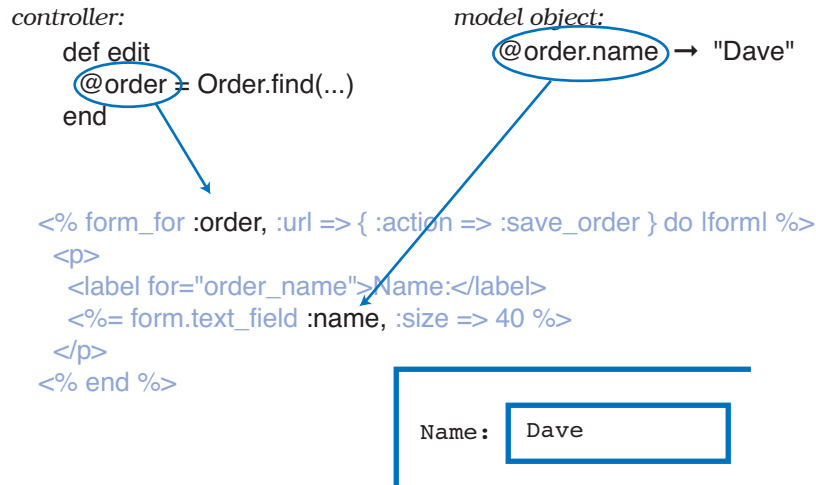 controller:
def edit
@order = Order.find(...)
end
model object:
@order.name → "Dave"
<% form_for :order, :url => { :action => :save_order } do |form| %>
<p>
<label for="order_name">Name:</label>
<%= form.text_field :name, :size => 40 %>
</p>
<% end %>
Name: Dave